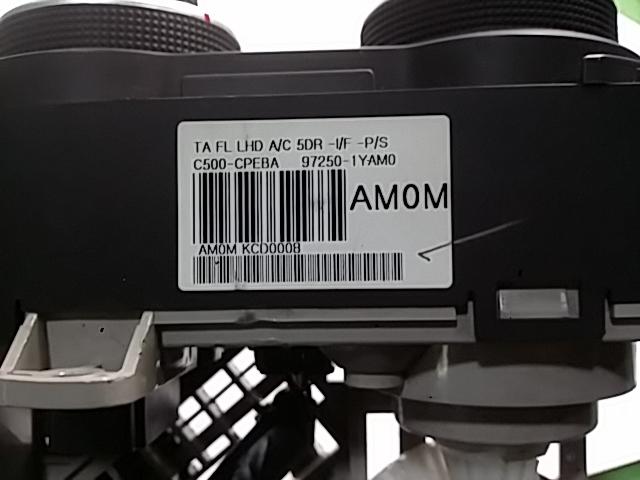 TA FL LHD A/C 5DR -I/F -P/S
C500-CPEBA 97250-1YAM0
AM0M
AM0M KCD0008